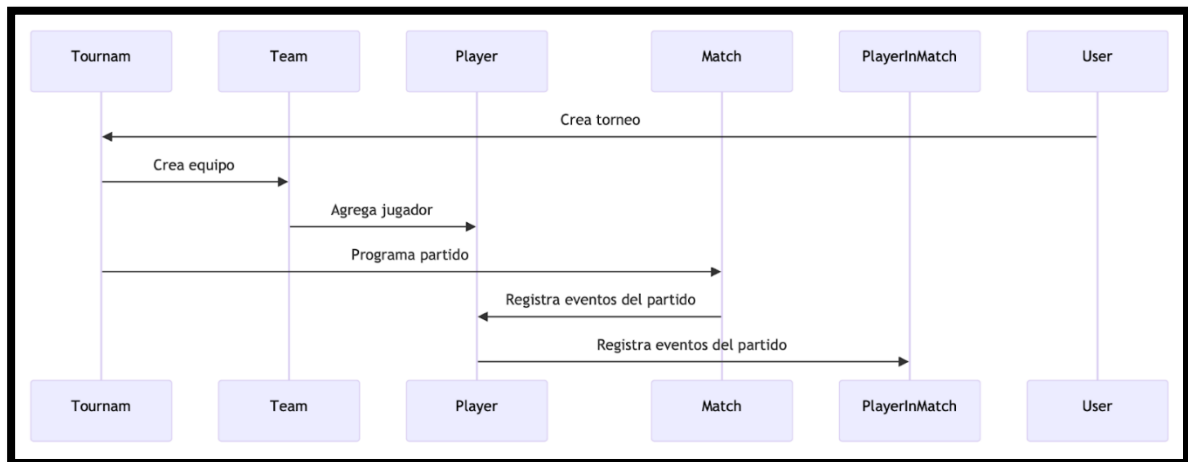 Tournam Team Player Match PlayerInMatch User
Crea torneo
Crea equipo
Agrega jugador
Programa partido
Registra eventos del partido
Registra eventos del partido
Tournam Team Player Match PlayerInMatch User